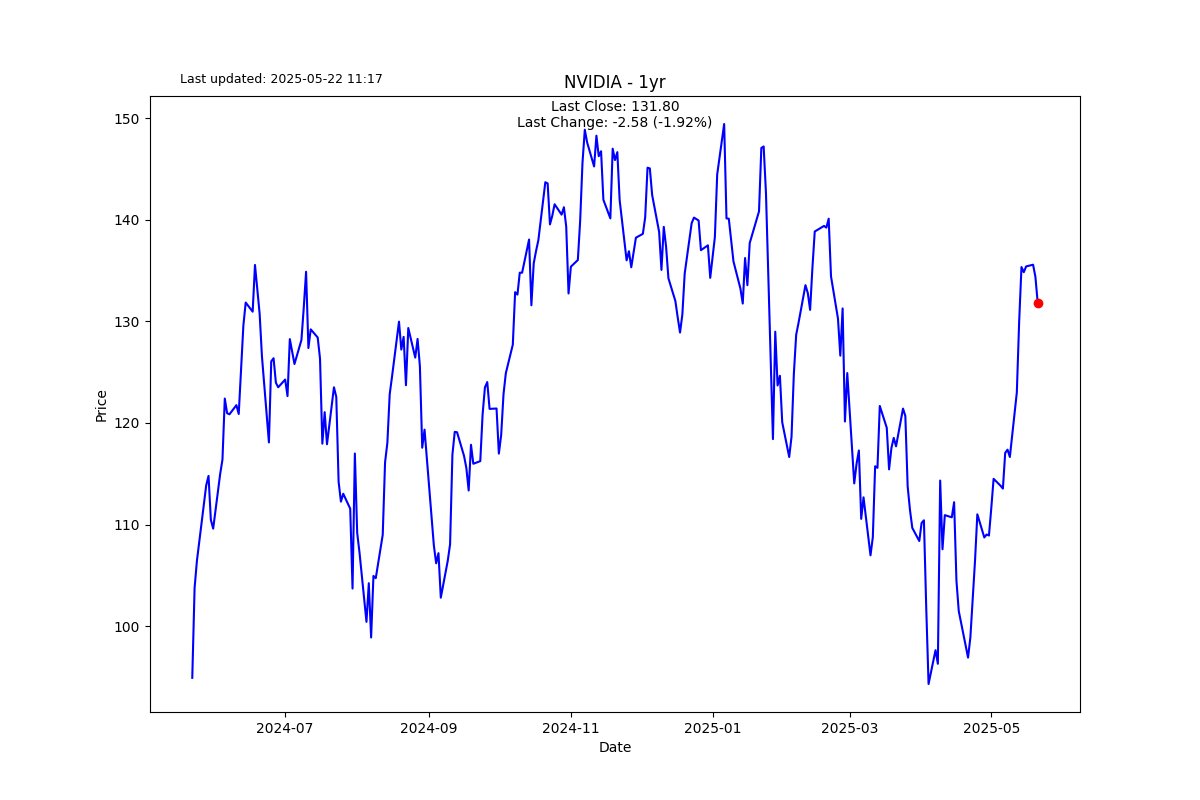 Last updated: 2025-05-22 11:17
NVIDIA - 1yr
Last Close: 131.80
Last Change: -2.58 (-1.92%)
150
140
130
120
110
100
Price
2024-07 2024-09 2024-11 2025-01 2025-03 2025-05
Date